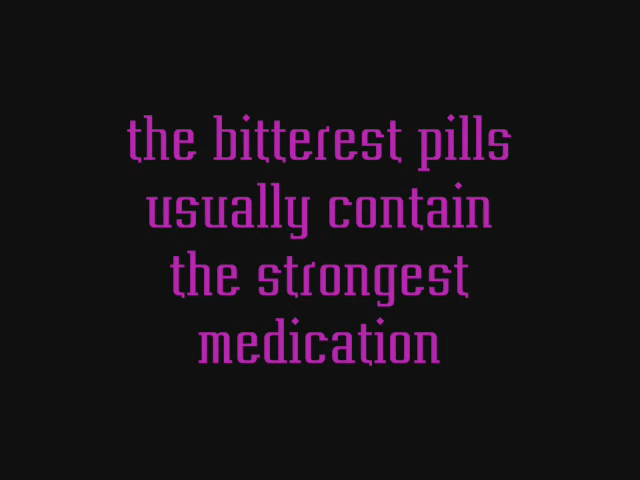 the bitterest pills
usually contain
the strongest
medication